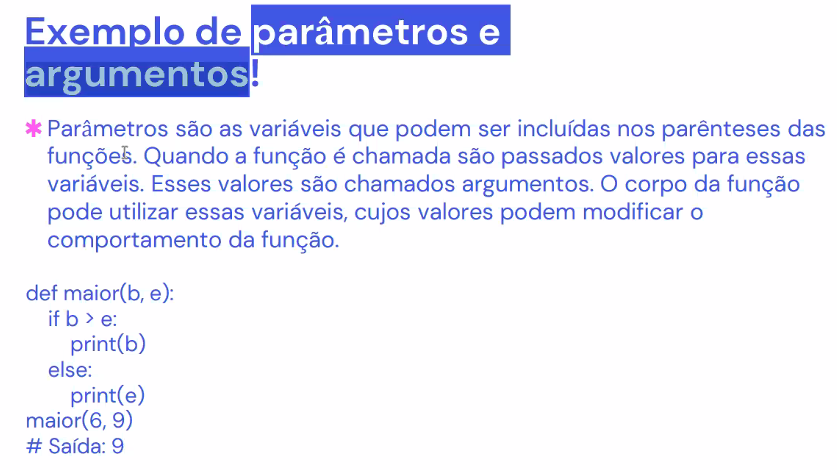 Exemplo de parâmetros e
argumentos!
* Parâmetros são as variáveis que podem ser incluídas nos parênteses das
funções. Quando a função é chamada são passados valores para essas
variáveis. Esses valores são chamados argumentos. O corpo da função
pode utilizar essas variáveis, cujos valores podem modificar o
comportamento da função.
def maior(b, e):
    if b > e:
        print(b)
    else:
        print(e)
maior(6, 9)
# Saída: 9